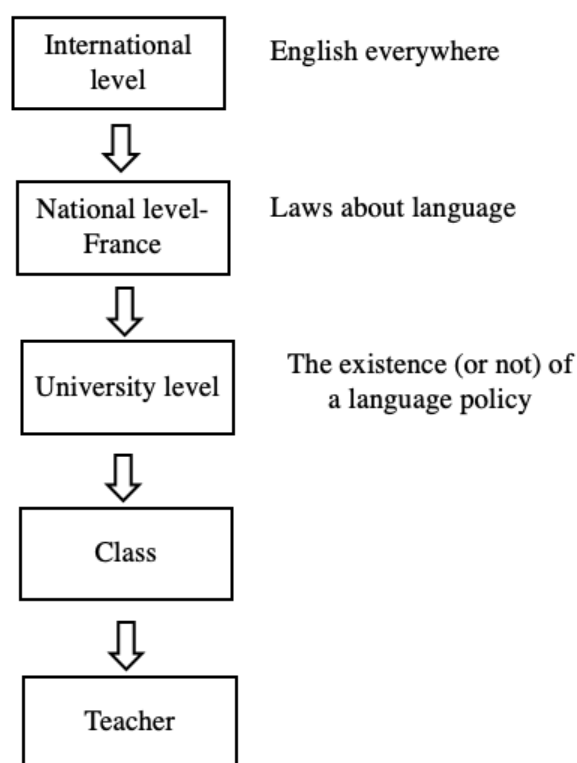 International
level
English everywhere
National level-
France
Laws about language
University level
The existence (or not) of
a language policy
Class
Teacher